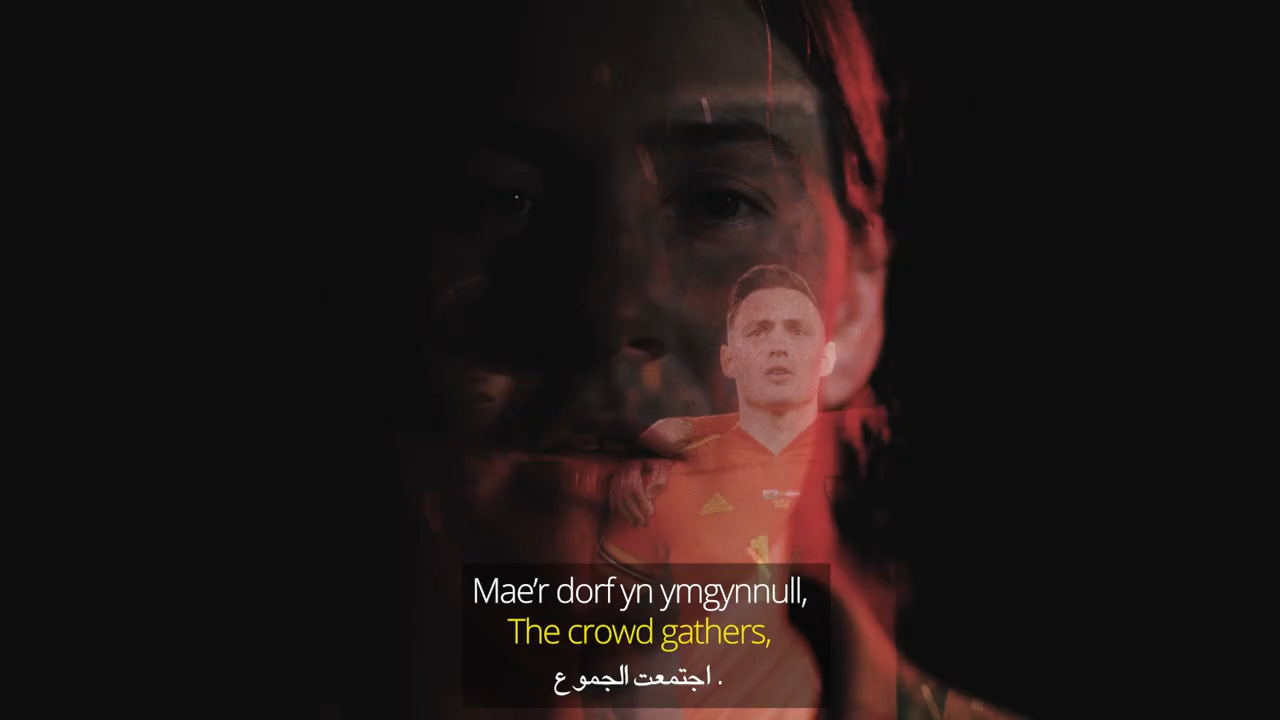 Mae'r dorf yn ymgynnull,
The crowd gathers,
اجتمعت الجموع .